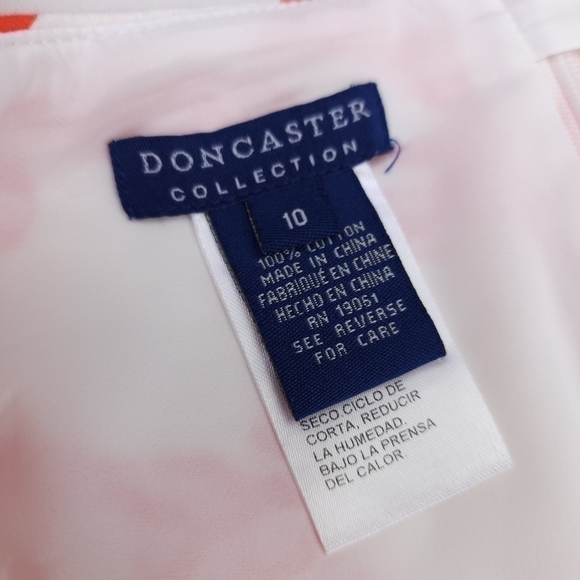 DONCASTER
COLLECTION
10
100% COTTON
MADE IN CHINA
FABRIQUÉ EN CHINE
HECHO EN CHINA
RN 19061
SEE REVERSE
FOR CARE
SECO.CICLO DE
CORTA, REDUCIR
LA HUMEDAD.
BAJO LA PRENSA
DEL CALOR.